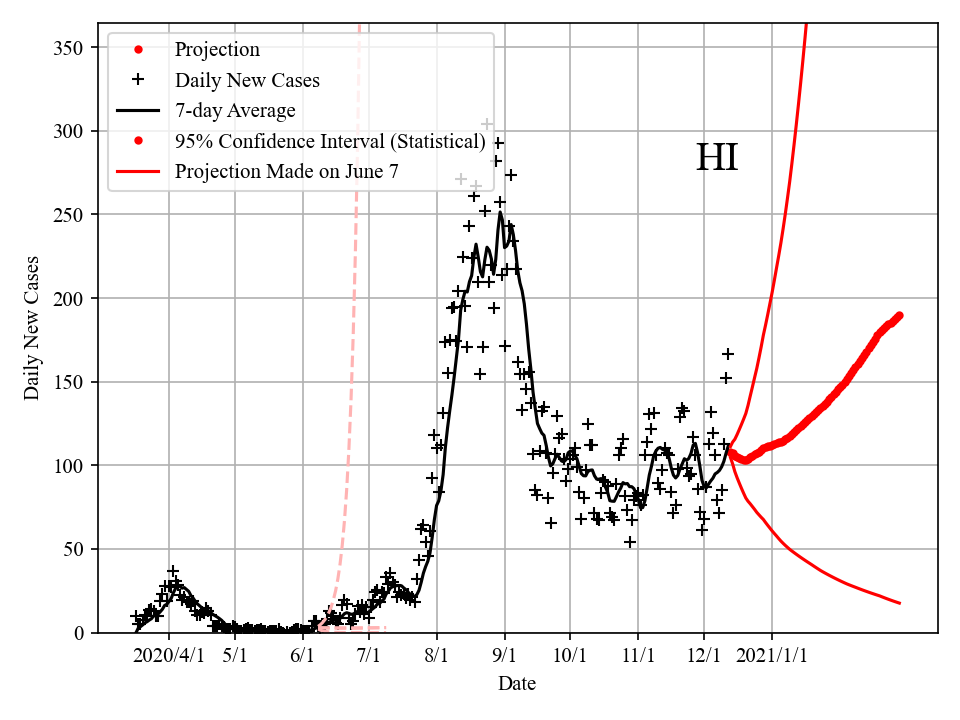 350
300
250
200
150
100
50
0
Daily New Cases
Projection
Daily New Cases
7-day Average
95% Confidence Interval (Statistical)
Projection Made on June 7
HI
2020/4/1 5/1 6/1 7/1 8/1 9/1 10/1 11/1 12/1 2021/1/1
Date